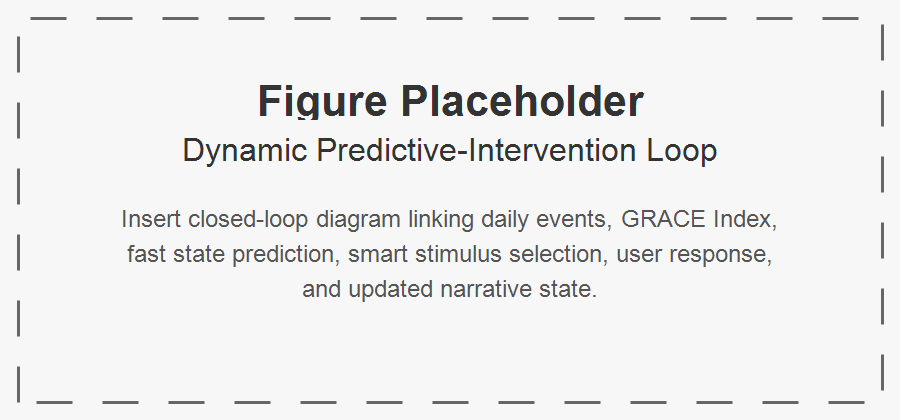 Figure Placeholder
Dynamic Predictive-Intervention Loop
Insert closed-loop diagram linking daily events, GRACE Index,
fast state prediction, smart stimulus selection, user response,
and updated narrative state.